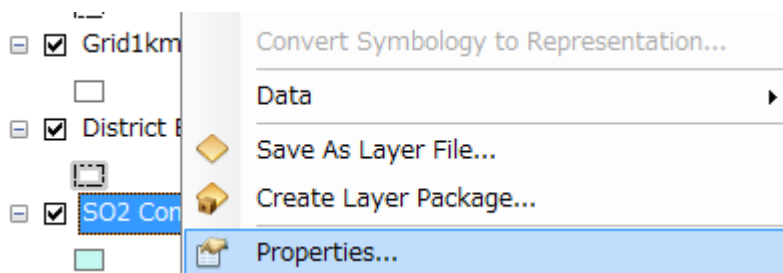 Grid1km
Convert Symbology to Representation...
Data
District
Save As Layer File...
Create Layer Package...
SO2 Con
Properties...